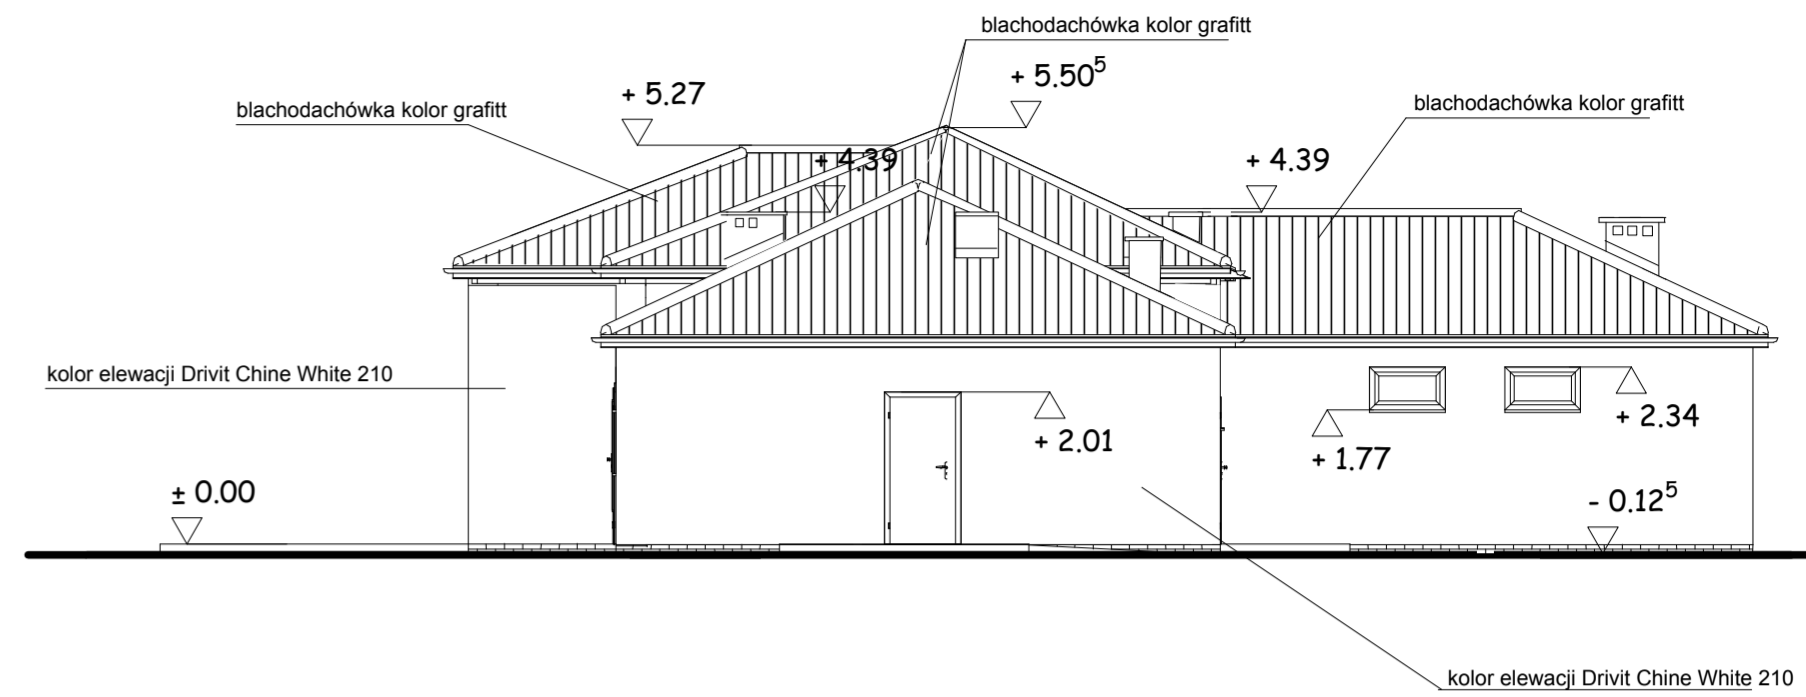 blachodachówka kolor grafitt
+ 5.50⁵
+ 5.27
blachodachówka kolor grafitt
blachodachówka kolor grafitt
+ 4.39
+ 4.39
kolor elewacji Drivit Chine White 210
+ 2.01
+ 2.34
+ 1.77
± 0.00
- 0.12⁵
kolor elewacji Drivit Chine White 210